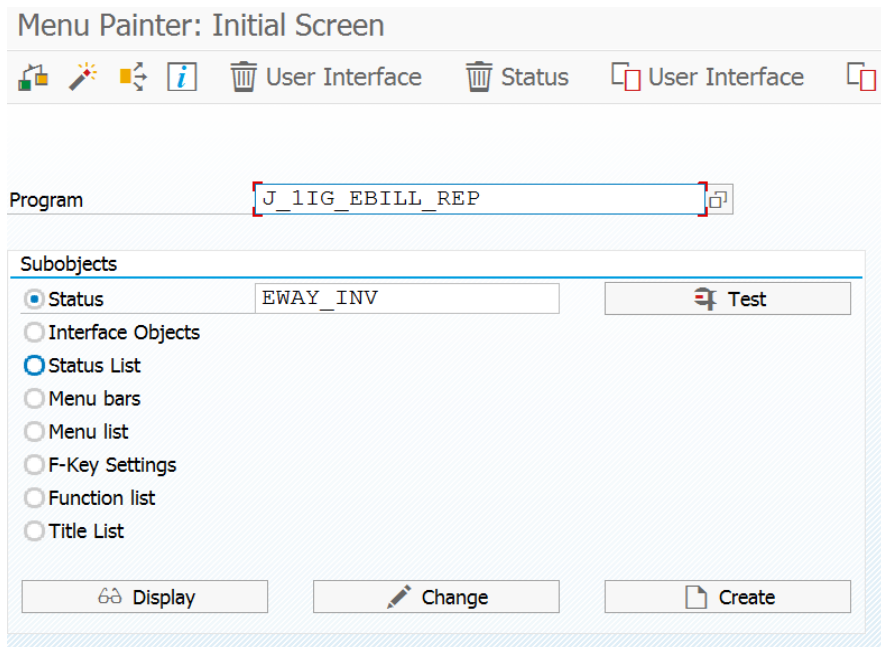 Menu Painter: Initial Screen
i User Interface Status User Interface
Program J_1IG_EBILL_REP
Subobjects
Status EWAY_INV Test
Interface Objects
Status List
Menu bars
Menu list
F-Key Settings
Function list
Title List
Display Change Create